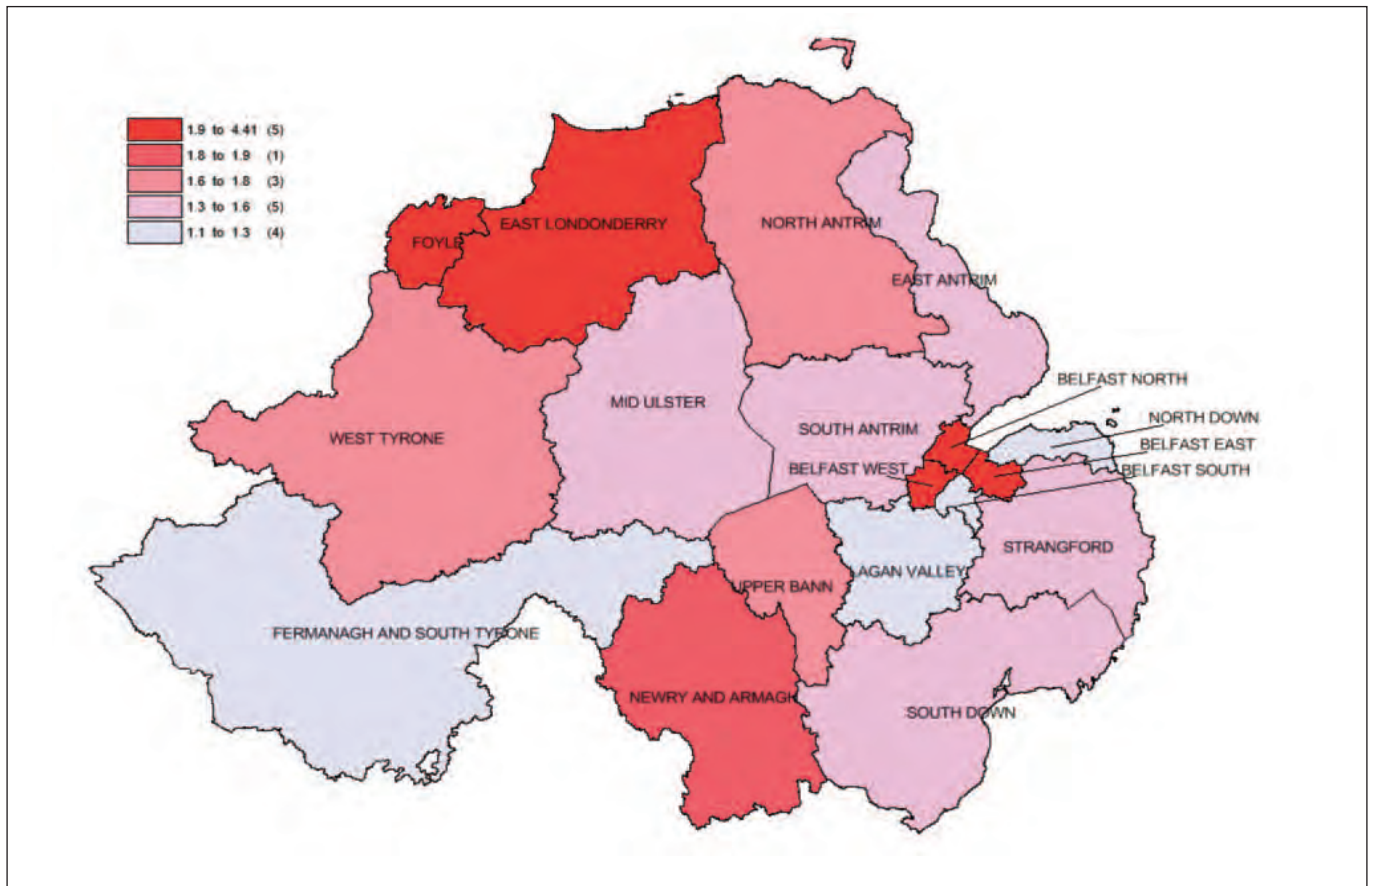 1.9 to 4.41 (5)
1.8 to 1.9 (1)
1.6 to 1.8 (3)
1.3 to 1.6 (5)
1.1 to 1.3 (4)
FOYLE
EAST LONDONDERRY
NORTH ANTRIM
EAST ANTRIM
BELFAST NORTH
MID ULSTER
NORTH DOWN
SOUTH ANTRIM
WEST TYRONE
BELFAST EAST
BELFAST WEST
BELFAST SOUTH
STRANGFORD
LAGAN VALLEY
UPPER BANN
FERMANAGH AND SOUTH TYRONE
NEWRY AND ARMAGH
SOUTH DOWN